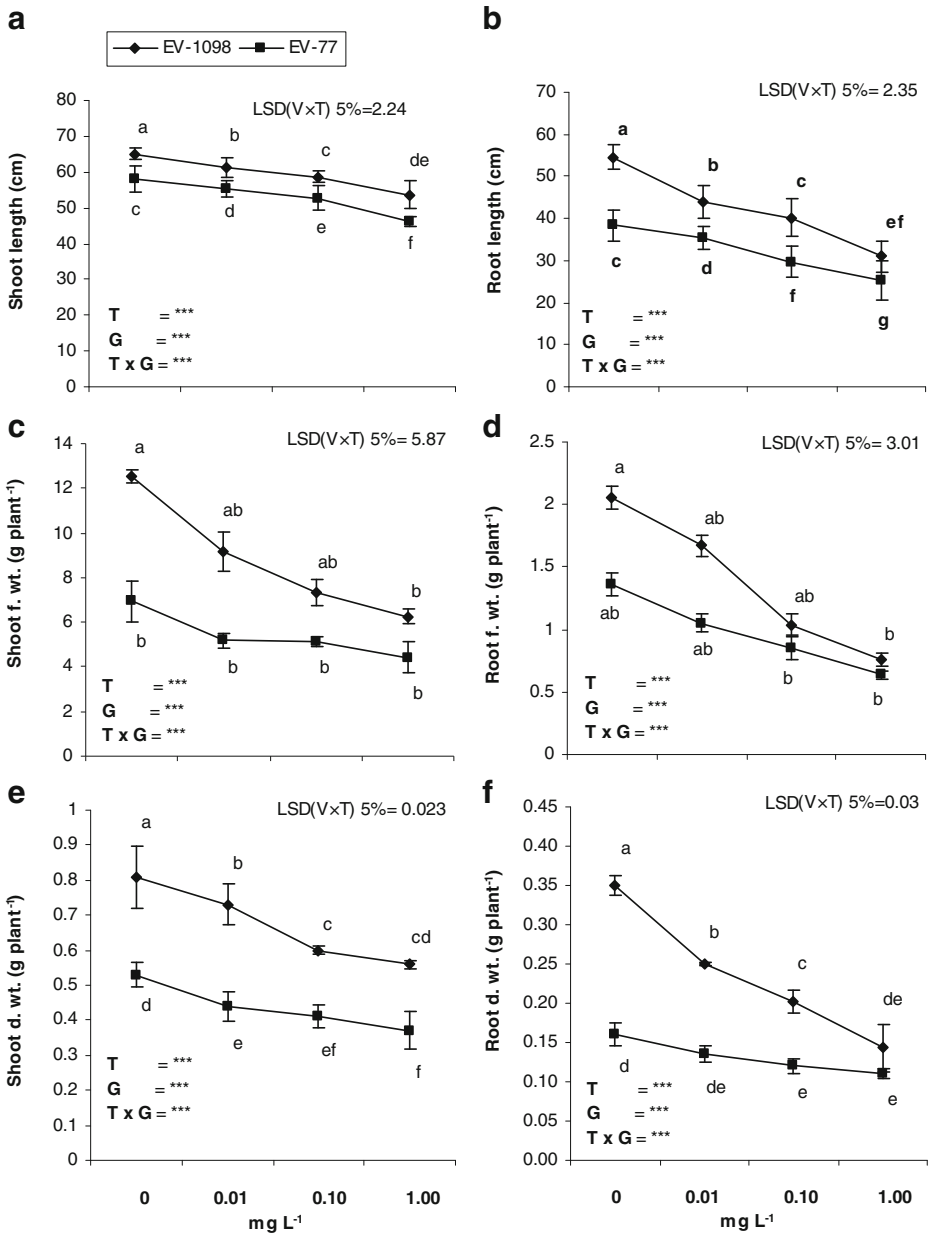 a
EV-1098 EV-77
LSD(V×T) 5%=2.24
Shoot length (cm)
80
70
60
50
40
30
20
10
0
a
b
c
de
c
d
e
f
T = ***
G = ***
T x G = ***
b
LSD(V×T) 5%= 2.35
Root length (cm)
70
60
50
40
30
20
10
0
a
b
c
ef
c
d
f
g
T = ***
G = ***
T x G = ***
c
LSD(V×T) 5%= 5.87
Shoot f. wt. (g plant⁻¹)
14
12
10
8
6
4
2
0
a
ab
ab
b
b
b
b
b
T = ***
G = ***
T x G = ***
d
LSD(V×T) 5%= 3.01
Root f. wt. (g plant⁻¹)
2.5
2
1.5
1
0.5
0
a
ab
ab
b
ab
ab
b
b
T = ***
G = ***
T x G = ***
e
LSD(V×T) 5%= 0.023
Shoot d. wt. (g plant⁻¹)
1
0.9
0.8
0.7
0.6
0.5
0.4
0.3
0.2
0.1
0
a
b
c
cd
d
e
ef
f
T = ***
G = ***
T x G = ***
0 0.01 0.10 1.00
mg L⁻¹
f
LSD(V×T) 5%=0.03
Root d. wt. (g plant⁻¹)
0.45
0.40
0.35
0.30
0.25
0.20
0.15
0.10
0.05
0.00
a
b
c
de
d
de
e
e
T = ***
G = ***
T x G = ***
0 0.01 0.10 1.00
mg L⁻¹